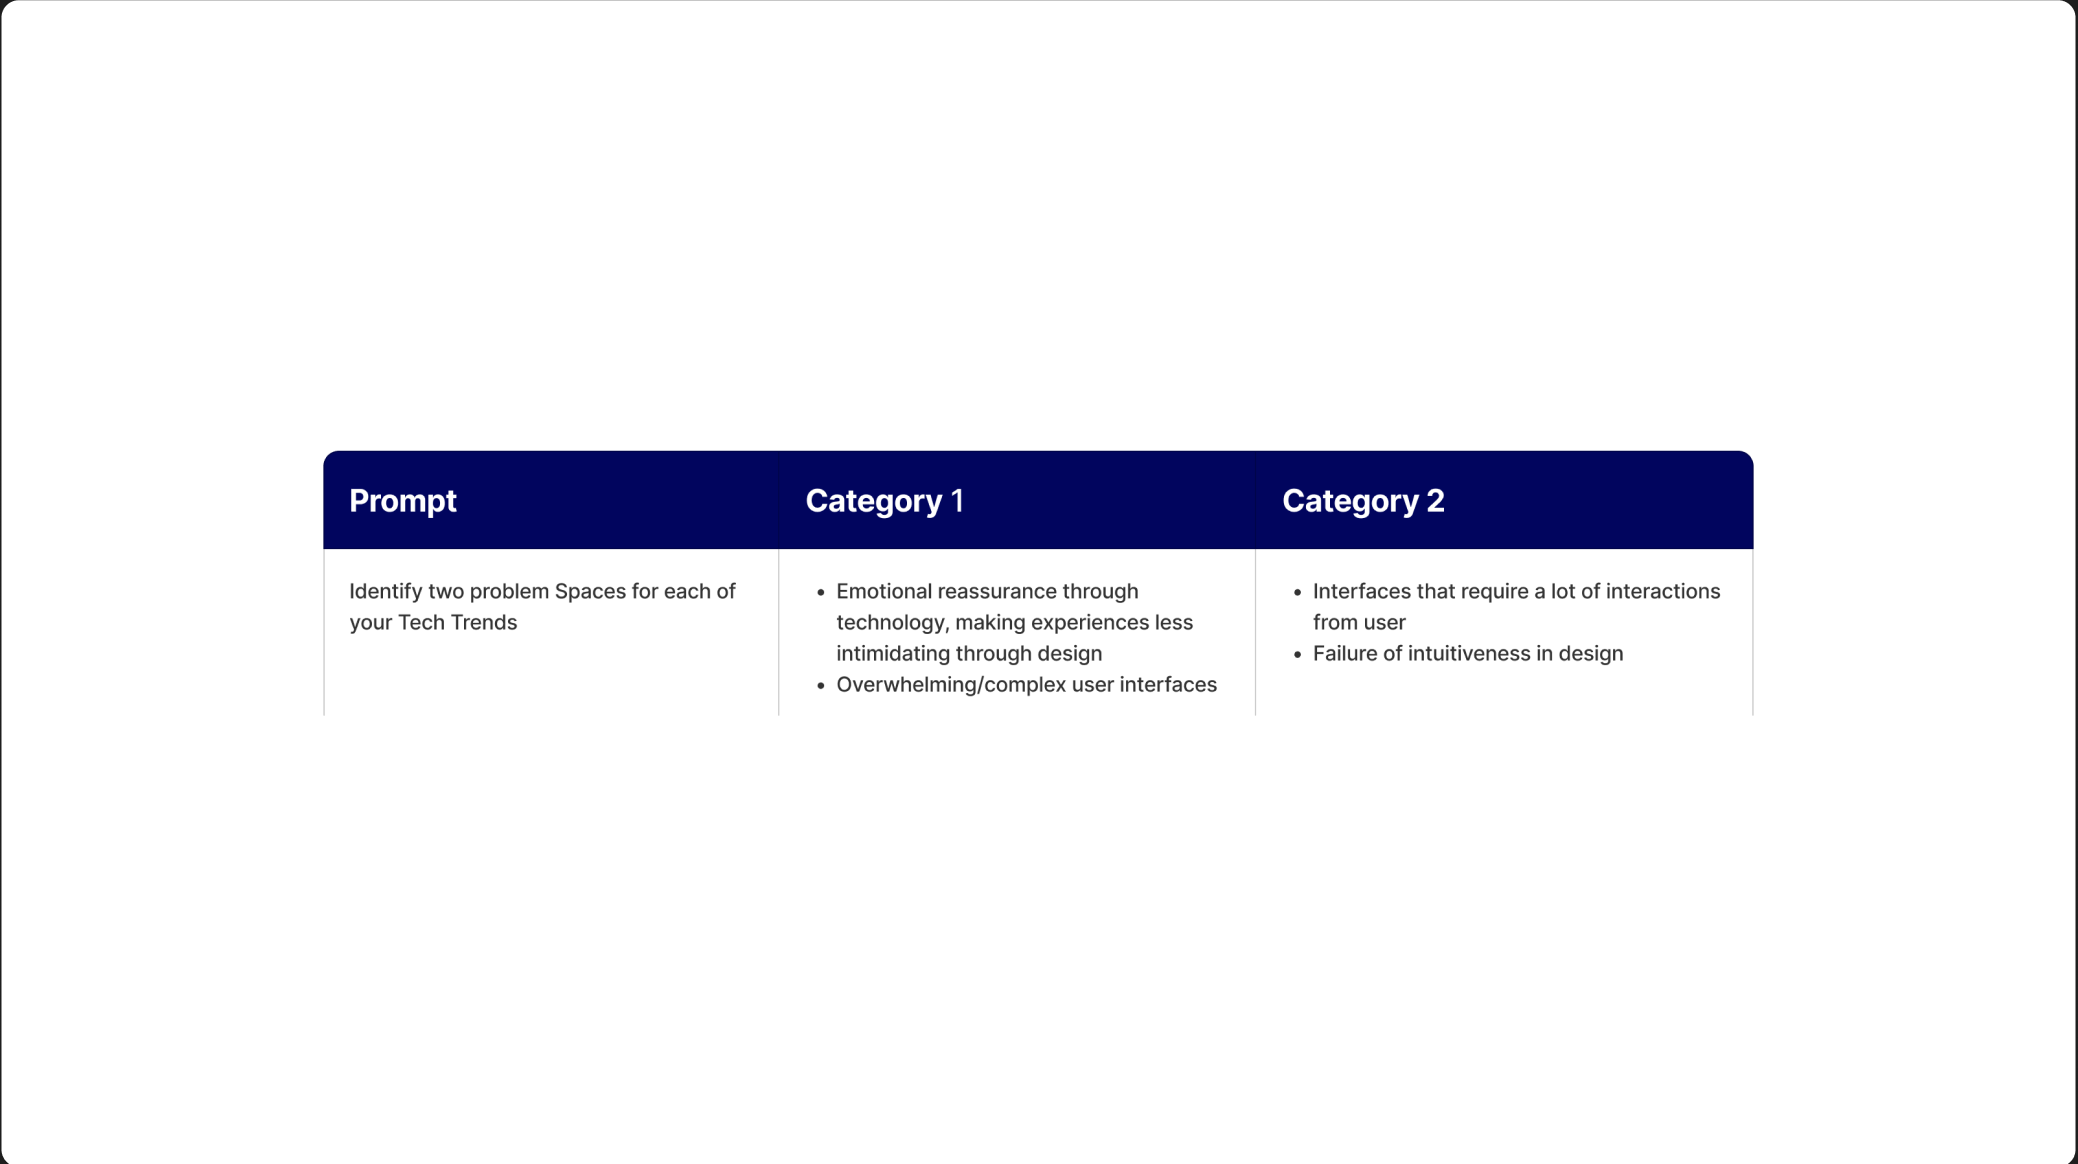 Prompt
Category 1
Category 2
Identify two problem Spaces for each of
your Tech Trends
• Emotional reassurance through
technology, making experiences less
intimidating through design
• Overwhelming/complex user interfaces
• Interfaces that require a lot of interactions
from user
• Failure of intuitiveness in design